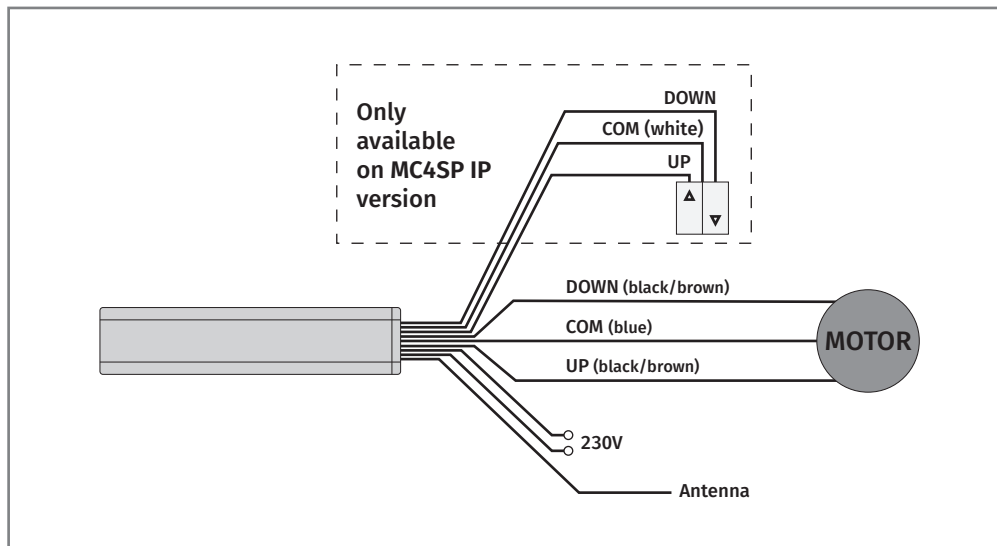 Only
available
on MC4SP IP
version
DOWN
COM (white)
UP
DOWN (black/brown)
COM (blue)
UP (black/brown)
MOTOR
230V
Antenna